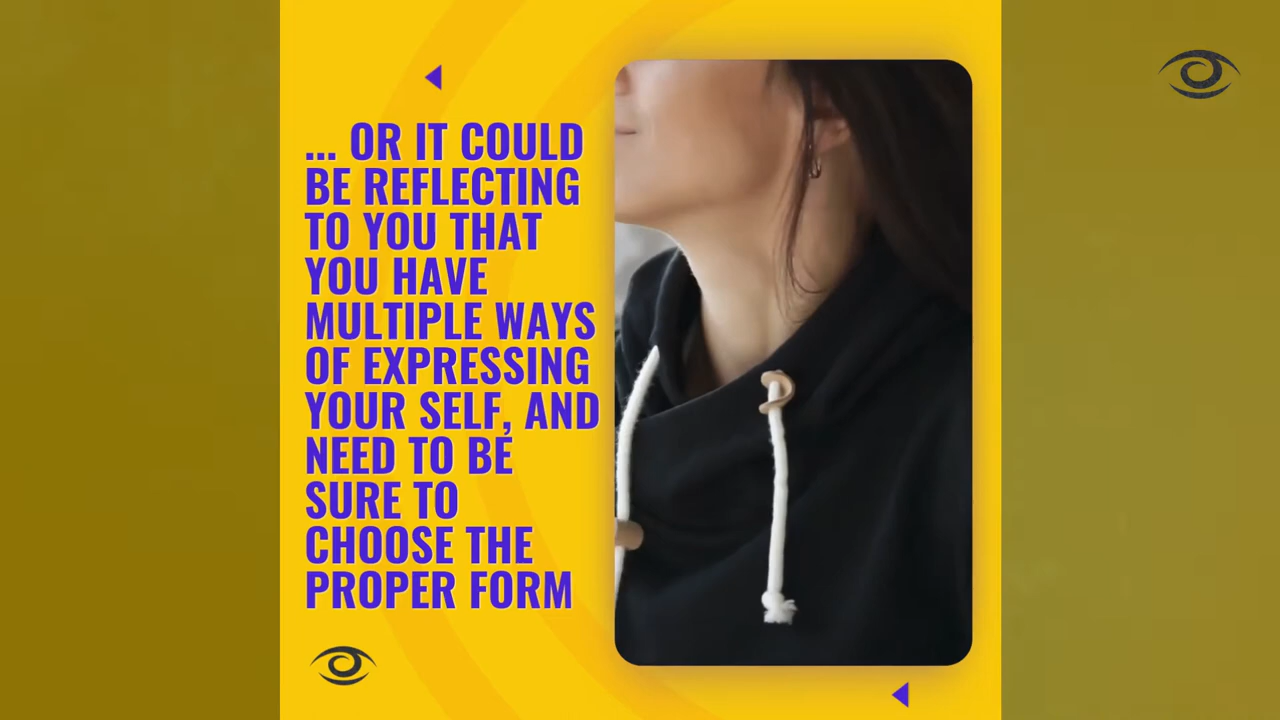 ... OR IT COULD
BE REFLECTING
TO YOU THAT
YOU HAVE
MULTIPLE WAYS
OF EXPRESSING
YOUR SELF, AND
NEED TO BE
SURE TO
CHOOSE THE
PROPER FORM